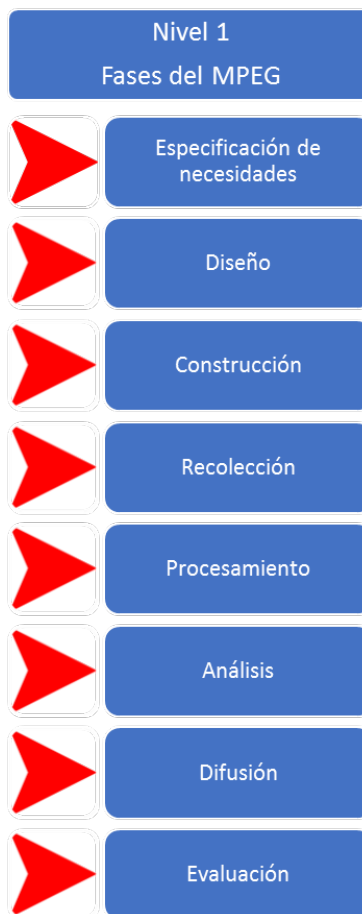 Nivel 1
Fases del MPEG
Especificación de
necesidades
Diseño
Construcción
Recolección
Procesamiento
Análisis
Difusión
Evaluación